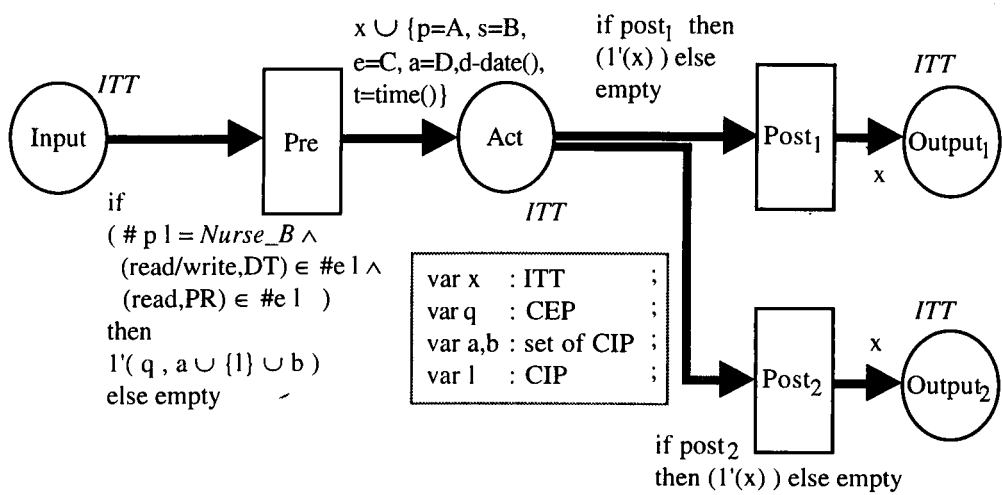 x ∪ {p=A, s=B,
e=C, a=D,d-date(),
t=time()}
if post1 then
(1'(x) ) else
empty
ITT
ITT
Input
Pre
Act
Post1
Output1
x
ITT
if
( # p l = Nurse_B ∧
(read/write,DT) ∈ #e l ∧
(read,PR) ∈ #e l )
then
1'( q , a ∪ {l} ∪ b )
else empty
var x : ITT ;
var q : CEP ;
var a,b : set of CIP ;
var l : CIP ;
ITT
x
Post2
Output2
if post2
then (1'(x) ) else empty